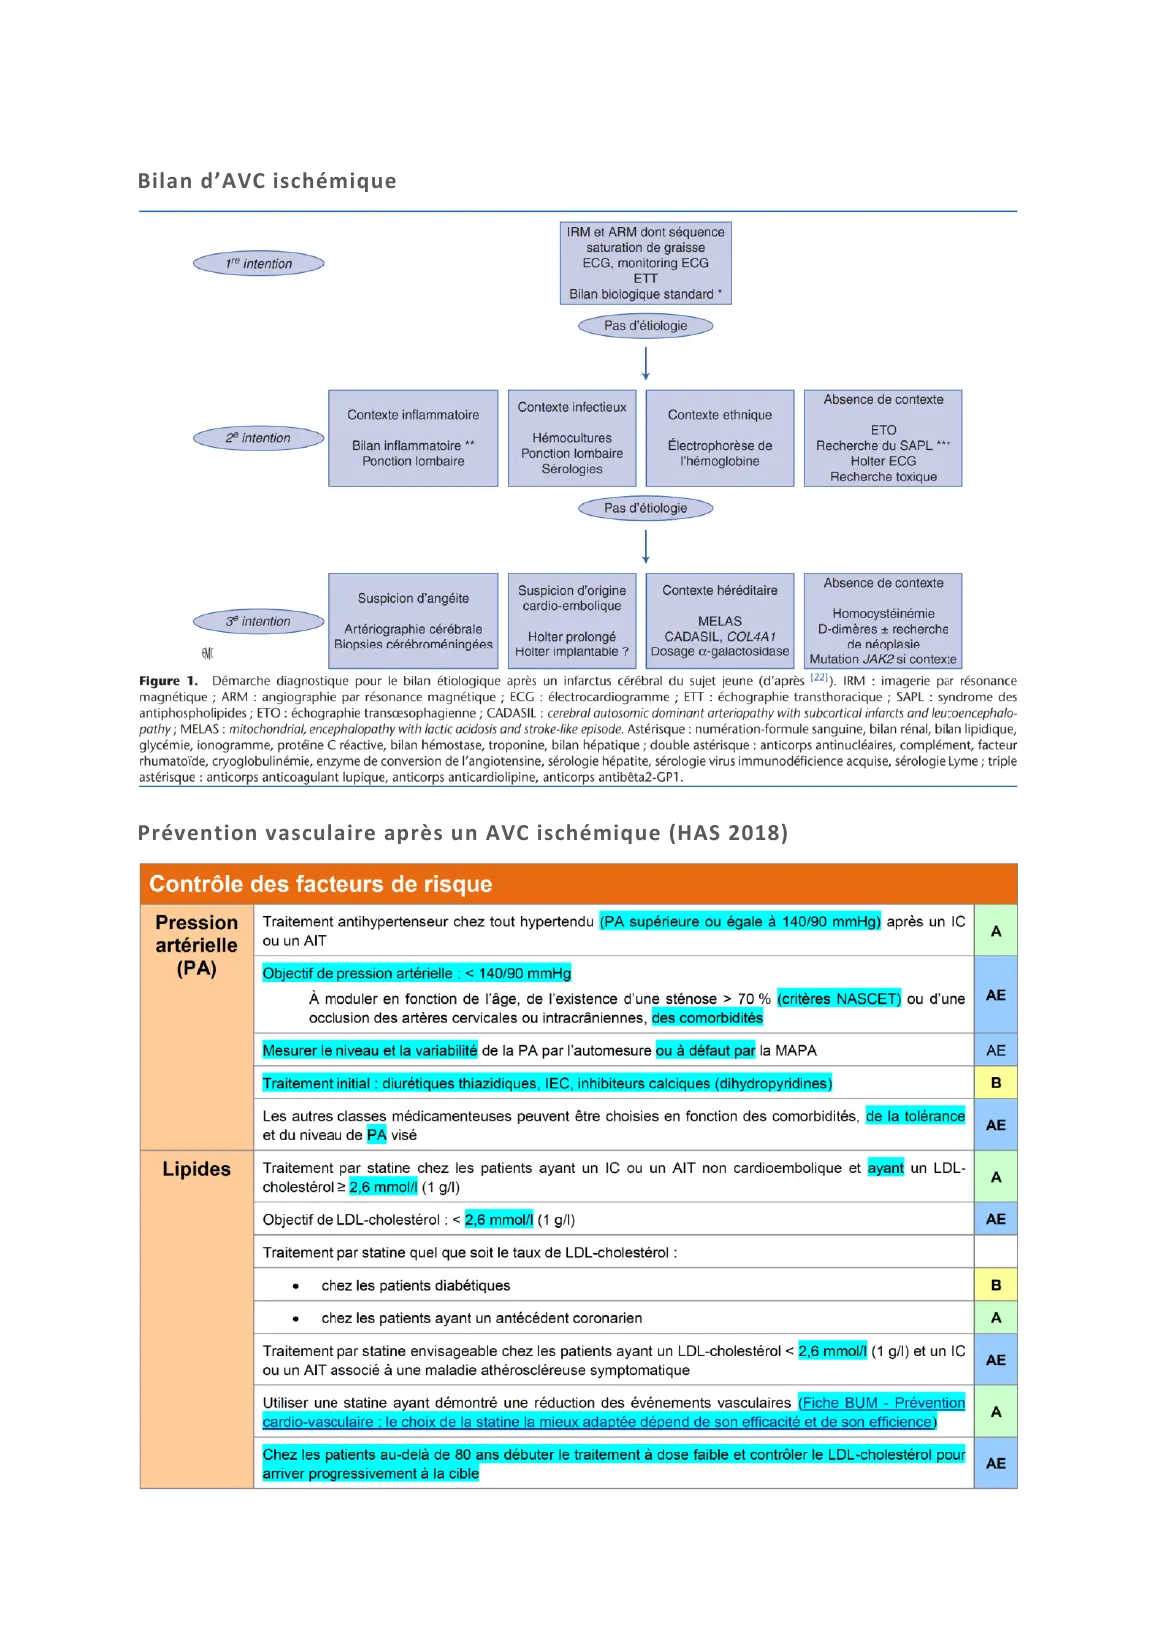 Bilan d’AVC ischémique
1re intention
IRM et ARM dont séquence
saturation de graisse
ECG, monitoring ECG
ETT
Bilan biologique standard *
Pas d’étiologie
2e intention
Contexte inflammatoire
Bilan inflammatoire **
Ponction lombaire
Contexte infectieux
Hémocultures
Ponction lombaire
Sérologies
Contexte ethnique
Électrophorèse de
l’hémoglobine
Absence de contexte
ETO
Recherche du SAPL ***
Holter ECG
Recherche toxique
Pas d’étiologie
3e intention
Suspicion d’angéite
Artériographie cérébrale
Biopsies cérébroméningées
Suspicion d’origine
cardio-embolique
Holter prolongé
Holter implantable ?
Contexte héréditaire
MELAS
CADASIL, COL4A1
Dosage α-galactosidase
Absence de contexte
Homocystéinémie
D-dimères ± recherche
de néoplasie
Mutation JAK2 si contexte
EMC
Figure 1. Démarche diagnostique pour le bilan étiologique après un infarctus cérébral du sujet jeune (d’après [22]). IRM : imagerie par résonance
magnétique ; ARM : angiographie par résonance magnétique ; ECG : électrocardiogramme ; ETT : échographie transthoracique ; SAPL : syndrome des
antiphospholipides ; ETO : échographie transœsophagienne ; CADASIL : cerebral autosomic dominant arteriopathy with subcortical infarcts and leucoencephalo-
pathy ; MELAS : mitochondrial, encephalopathy with lactic acidosis and stroke-like episode. Astérisque : numération-formule sanguine, bilan rénal, bilan lipidique,
glycémie, ionogramme, protéine C réactive, bilan hémostase, troponine, bilan hépatique ; double astérisque : anticorps antinucléaires, complément, facteur
rhumatoïde, cryoglobulinémie, enzyme de conversion de l’angiotensine, sérologie hépatite, sérologie virus immunodéficience acquise, sérologie Lyme ; triple
astérisque : anticorps anticoagulant lupique, anticorps anticardiolipine, anticorps antibêta2-GP1.
Prévention vasculaire après un AVC ischémique (HAS 2018)
Contrôle des facteurs de risque
Pression
artérielle
(PA)
Traitement antihypertenseur chez tout hypertendu (PA supérieure ou égale à 140/90 mmHg) après un IC
ou un AIT
A
Objectif de pression artérielle : < 140/90 mmHg
À moduler en fonction de l’âge, de l’existence d’une sténose > 70 % (critères NASCET) ou d’une
occlusion des artères cervicales ou intracrâniennes, des comorbidités
AE
Mesurer le niveau et la variabilité de la PA par l’automesure ou à défaut par la MAPA
AE
Traitement initial : diurétiques thiazidiques, IEC, inhibiteurs calciques (dihydropyridines)
B
Les autres classes médicamenteuses peuvent être choisies en fonction des comorbidités, de la tolérance
et du niveau de PA visé
AE
Lipides
Traitement par statine chez les patients ayant un IC ou un AIT non cardioembolique et ayant un LDL-
cholestérol ≥ 2,6 mmol/l (1 g/l)
A
Objectif de LDL-cholestérol : < 2,6 mmol/l (1 g/l)
AE
Traitement par statine quel que soit le taux de LDL-cholestérol :
• chez les patients diabétiques
B
• chez les patients ayant un antécédent coronarien
A
Traitement par statine envisageable chez les patients ayant un LDL-cholestérol < 2,6 mmol/l (1 g/l) et un IC
ou un AIT associé à une maladie athéroscléreuse symptomatique
AE
Utiliser une statine ayant démontré une réduction des événements vasculaires (Fiche BUM - Prévention
cardio-vasculaire : le choix de la statine la mieux adaptée dépend de son efficacité et de son efficience)
A
Chez les patients au-delà de 80 ans débuter le traitement à dose faible et contrôler le LDL-cholestérol pour
arriver progressivement à la cible
AE